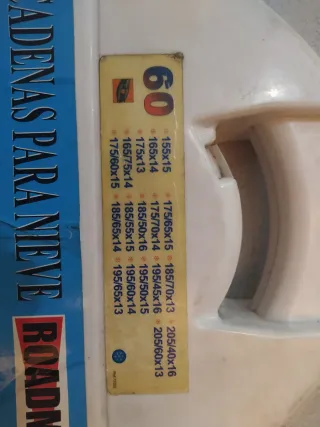 60
155x15 175/65x15 185/70x13 205/40x16
165x14 175/70x14 195/45x16 205/60x13
175x13 185/50x16 195/50x15
165/75x14 185/55x15 195/60x14
175/60x15 185/65x14 195/65x13
CADENAS PARA NIEVE